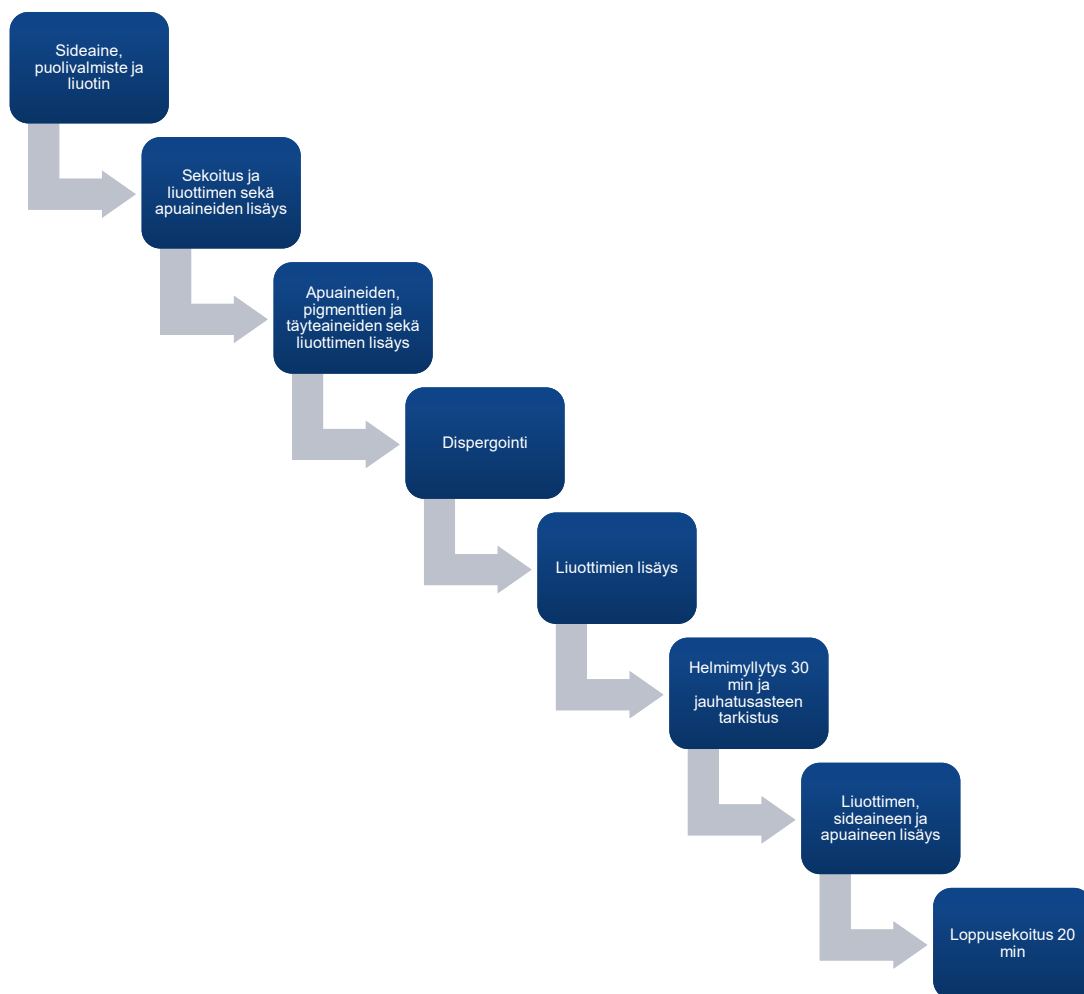 Sideaine,
puolivalmiste ja
liuotin
Sekoitus ja
liuottimen sekä
apuaineiden lisäys
Apuaineiden,
pigmenttien ja
täyteaineiden sekä
liuottimen lisäys
Dispergointi
Liuottimien lisäys
Helmimyllytys 30
min ja
jauhatusasteen
tarkistus
Liuottimen,
sideaineen ja
apuaineen lisäys
Loppusekoitus 20
min